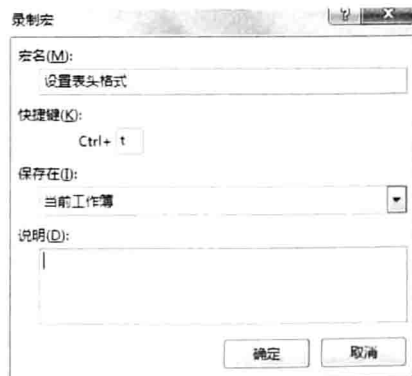 录制宏
宏名(M):
设置表头格式
快捷键(K):
Ctrl+ t
保存在(I):
当前工作簿
说明(D):
确定 取消